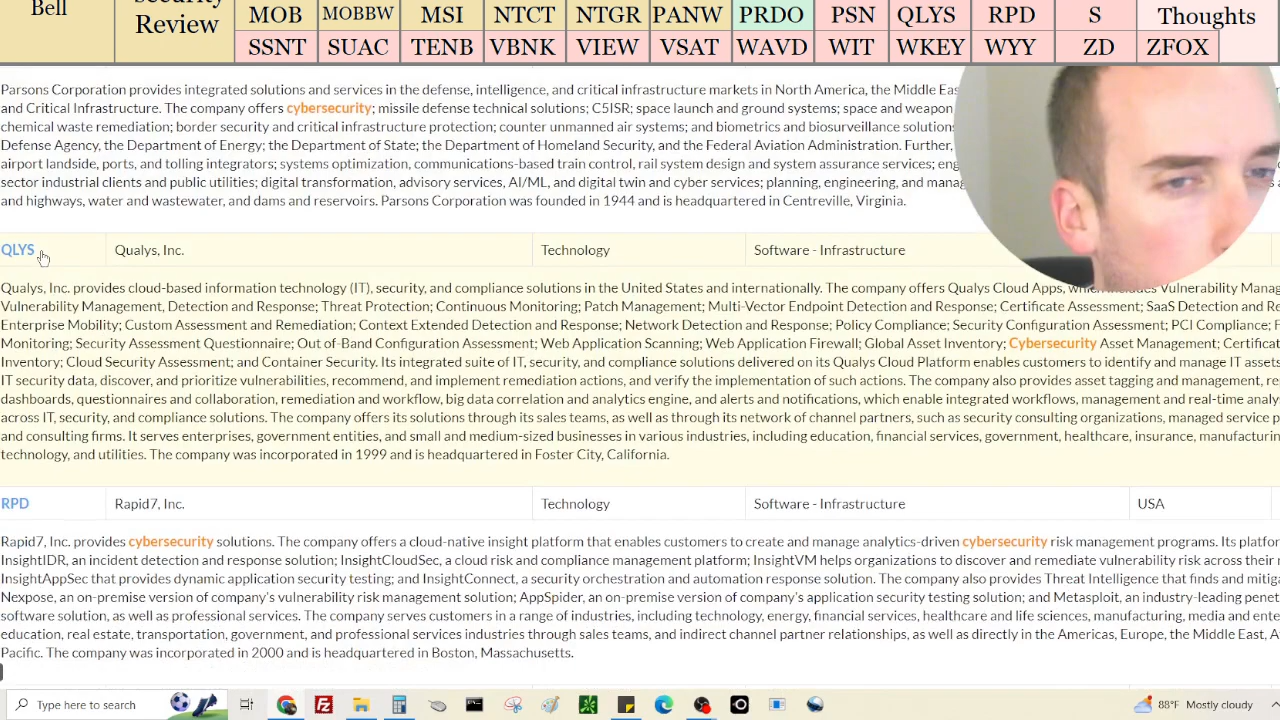 Bell
Security Review
MOB MOBBW MSI NTCT NTGR PANW PRDO PSN QLYS RPD S Thoughts
SSNT SUAC TENB VBNK VIEW VSAT WAVD WIT WKEY WYY ZD ZFOX
Parsons Corporation provides integrated solutions and services in the defense, intelligence, and critical infrastructure markets in North America, the Middle Eas
and Critical Infrastructure. The company offers cybersecurity; missile defense technical solutions; C5ISR; space launch and ground systems; space and weapon
chemical waste remediation; border security and critical infrastructure protection; counter unmanned air systems; and biometrics and biosurveillance solutions
Defense Agency, the Department of Energy; the Department of State; the Department of Homeland Security, and the Federal Aviation Administration. Further,
airport landside, ports, and tolling integrators; systems optimization, communications-based train control, rail system design and system assurance services; eng
sector industrial clients and public utilities; digital transformation, advisory services, AI/ML, and digital twin and cyber services; planning, engineering, and manag
and highways, water and wastewater, and dams and reservoirs. Parsons Corporation was founded in 1944 and is headquartered in Centreville, Virginia.
QLYS Qualys, Inc. Technology Software - Infrastructure
Qualys, Inc. provides cloud-based information technology (IT), security, and compliance solutions in the United States and internationally. The company offers Qualys Cloud Apps, which includes Vulnerability Manag
Vulnerability Management, Detection and Response; Threat Protection; Continuous Monitoring; Patch Management; Multi-Vector Endpoint Detection and Response; Certificate Assessment; SaaS Detection and Re
Enterprise Mobility; Custom Assessment and Remediation; Context Extended Detection and Response; Network Detection and Response; Policy Compliance; Security Configuration Assessment; PCI Compliance; F
Monitoring; Security Assessment Questionnaire; Out of-Band Configuration Assessment; Web Application Scanning; Web Application Firewall; Global Asset Inventory; Cybersecurity Asset Management; Certificat
Inventory; Cloud Security Assessment; and Container Security. Its integrated suite of IT, security, and compliance solutions delivered on its Qualys Cloud Platform enables customers to identify and manage IT assets
IT security data, discover, and prioritize vulnerabilities, recommend, and implement remediation actions, and verify the implementation of such actions. The company also provides asset tagging and management, re
dashboards, questionnaires and collaboration, remediation and workflow, big data correlation and analytics engine, and alerts and notifications, which enable integrated workflows, management and real-time analy
across IT, security, and compliance solutions. The company offers its solutions through its sales teams, as well as through its network of channel partners, such as security consulting organizations, managed service p
and consulting firms. It serves enterprises, government entities, and small and medium-sized businesses in various industries, including education, financial services, government, healthcare, insurance, manufacturin
technology, and utilities. The company was incorporated in 1999 and is headquartered in Foster City, California.
RPD Rapid7, Inc. Technology Software - Infrastructure USA
Rapid7, Inc. provides cybersecurity solutions. The company offers a cloud-native insight platform that enables customers to create and manage analytics-driven cybersecurity risk management programs. Its platfor
InsightIDR, an incident detection and response solution; InsightCloudSec, a cloud risk and compliance management platform; InsightVM helps organizations to discover and remediate vulnerability risk across their
InsightAppSec that provides dynamic application security testing; and InsightConnect, a security orchestration and automation response solution. The company also provides Threat Intelligence that finds and mitiga
Nexpose, an on-premise version of company's vulnerability risk management solution; AppSpider, an on-premise version of company's application security testing solution; and Metasploit, an industry-leading penet
software solution, as well as professional services. The company serves customers in a range of industries, including technology, energy, financial services, healthcare and life sciences, manufacturing, media and ente
education, real estate, transportation, government, and professional services industries through sales teams, and indirect channel partner relationships, as well as directly in the Americas, Europe, the Middle East, A
Pacific. The company was incorporated in 2000 and is headquartered in Boston, Massachusetts.
Type here to search 88°F Mostly cloudy